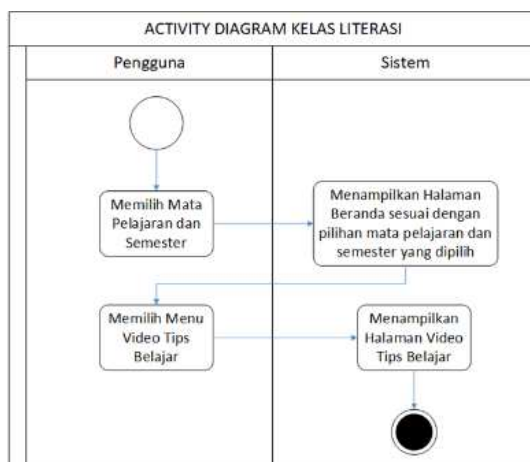 ACTIVITY DIAGRAM KELAS LITERASI
Pengguna
Sistem
Memilih Mata
Pelajaran dan
Semester
Menampilkan Halaman
Beranda sesuai dengan
pilihan mata pelajaran dan
semester yang dipilih
Memilih Menu
Video Tips
Belajar
Menampilkan
Halaman Video
Tips Belajar